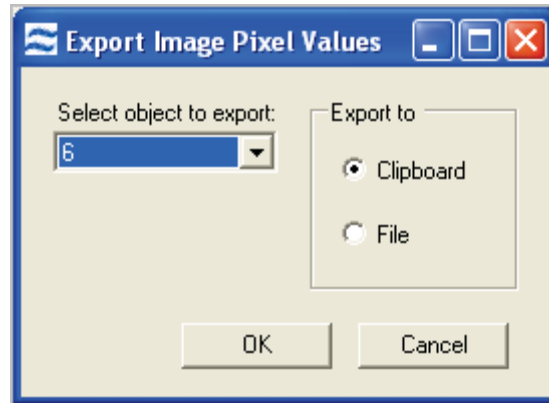 Export Image Pixel Values
Select object to export:
6
Export to
Clipboard
File
OK
Cancel